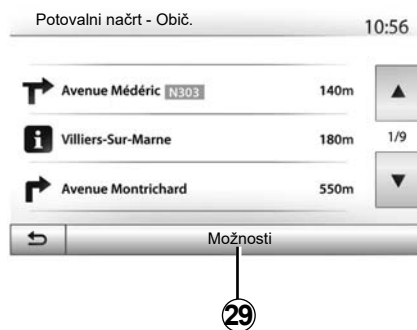 Potovalni načrt - Obič.
10:56
Avenue Médéric N303 140m
Villiers-Sur-Marne 180m 1/9
Avenue Montrichard 550m
Možnosti
29